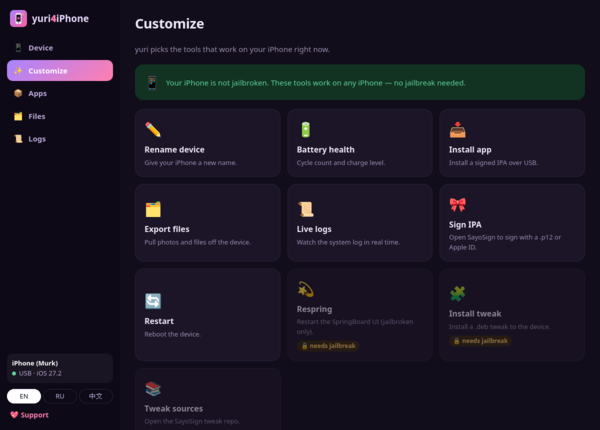 yuri4iPhone
Device
Customize
Apps
Files
Logs
iPhone (Murk)
USB · iOS 27.2
EN
RU
中文
Support
Customize
yuri picks the tools that work on your iPhone right now.
Your iPhone is not jailbroken. These tools work on any iPhone — no jailbreak needed.
Rename device
Give your iPhone a new name.
Battery health
Cycle count and charge level.
Install app
Install a signed IPA over USB.
Export files
Pull photos and files off the device.
Live logs
Watch the system log in real time.
Sign IPA
Open SayoSign to sign with a .p12 or
Apple ID.
Restart
Reboot the device.
Respring
Restart the SpringBoard UI (jailbroken
only).
needs jailbreak
Install tweak
Install a .deb tweak to the device.
needs jailbreak
Tweak sources
Open the SayoSign tweak repo.